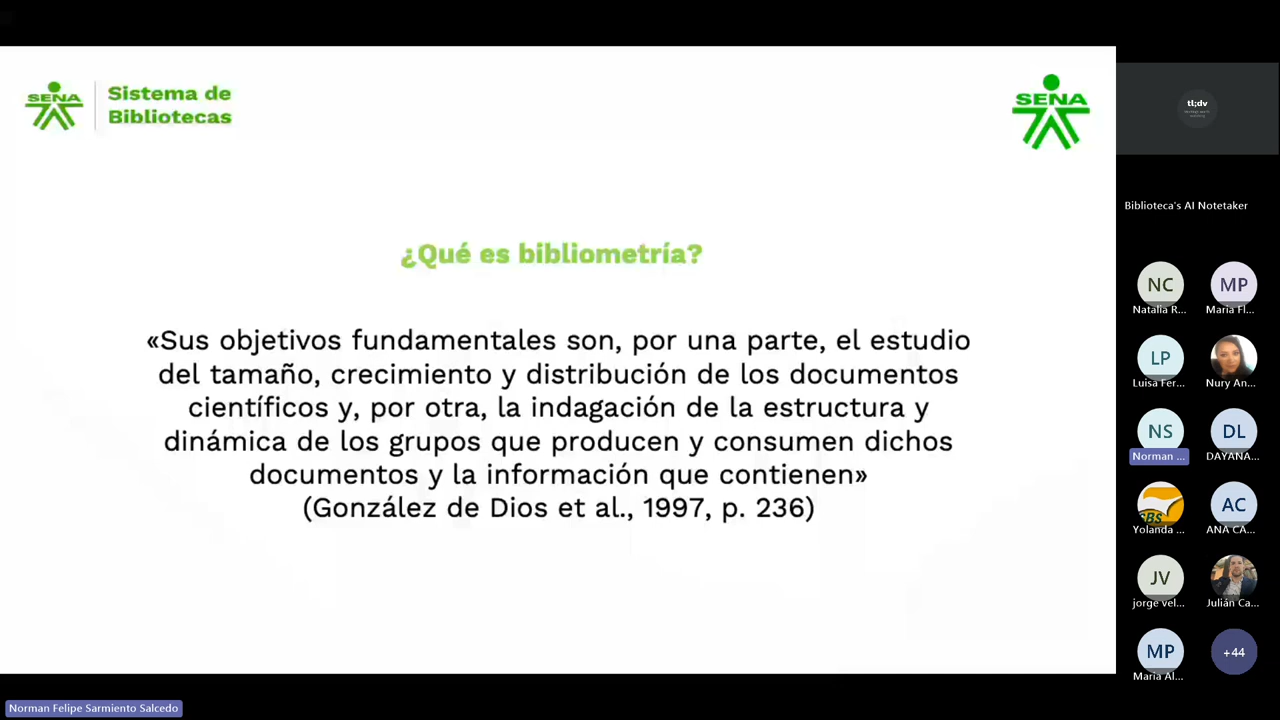 SENA
Sistema de
Bibliotecas
SENA
¿Qué es bibliometría?
«Sus objetivos fundamentales son, por una parte, el estudio
del tamaño, crecimiento y distribución de los documentos
científicos y, por otra, la indagación de la estructura y
dinámica de los grupos que producen y consumen dichos
documentos y la información que contienen»
(González de Dios et al., 1997, p. 236)
tl;dv
Biblioteca's AI Notetaker
NC
Natalia R...
MP
Maria Fl...
LP
Luisa Fer...
Nury An...
NS
Norman ...
DL
DAYANA...
SBS
Yolanda ...
AC
ANA CA...
JV
jorge vel...
Julián Ca...
MP
Maria Al...
+44
Norman Felipe Sarmiento Salcedo